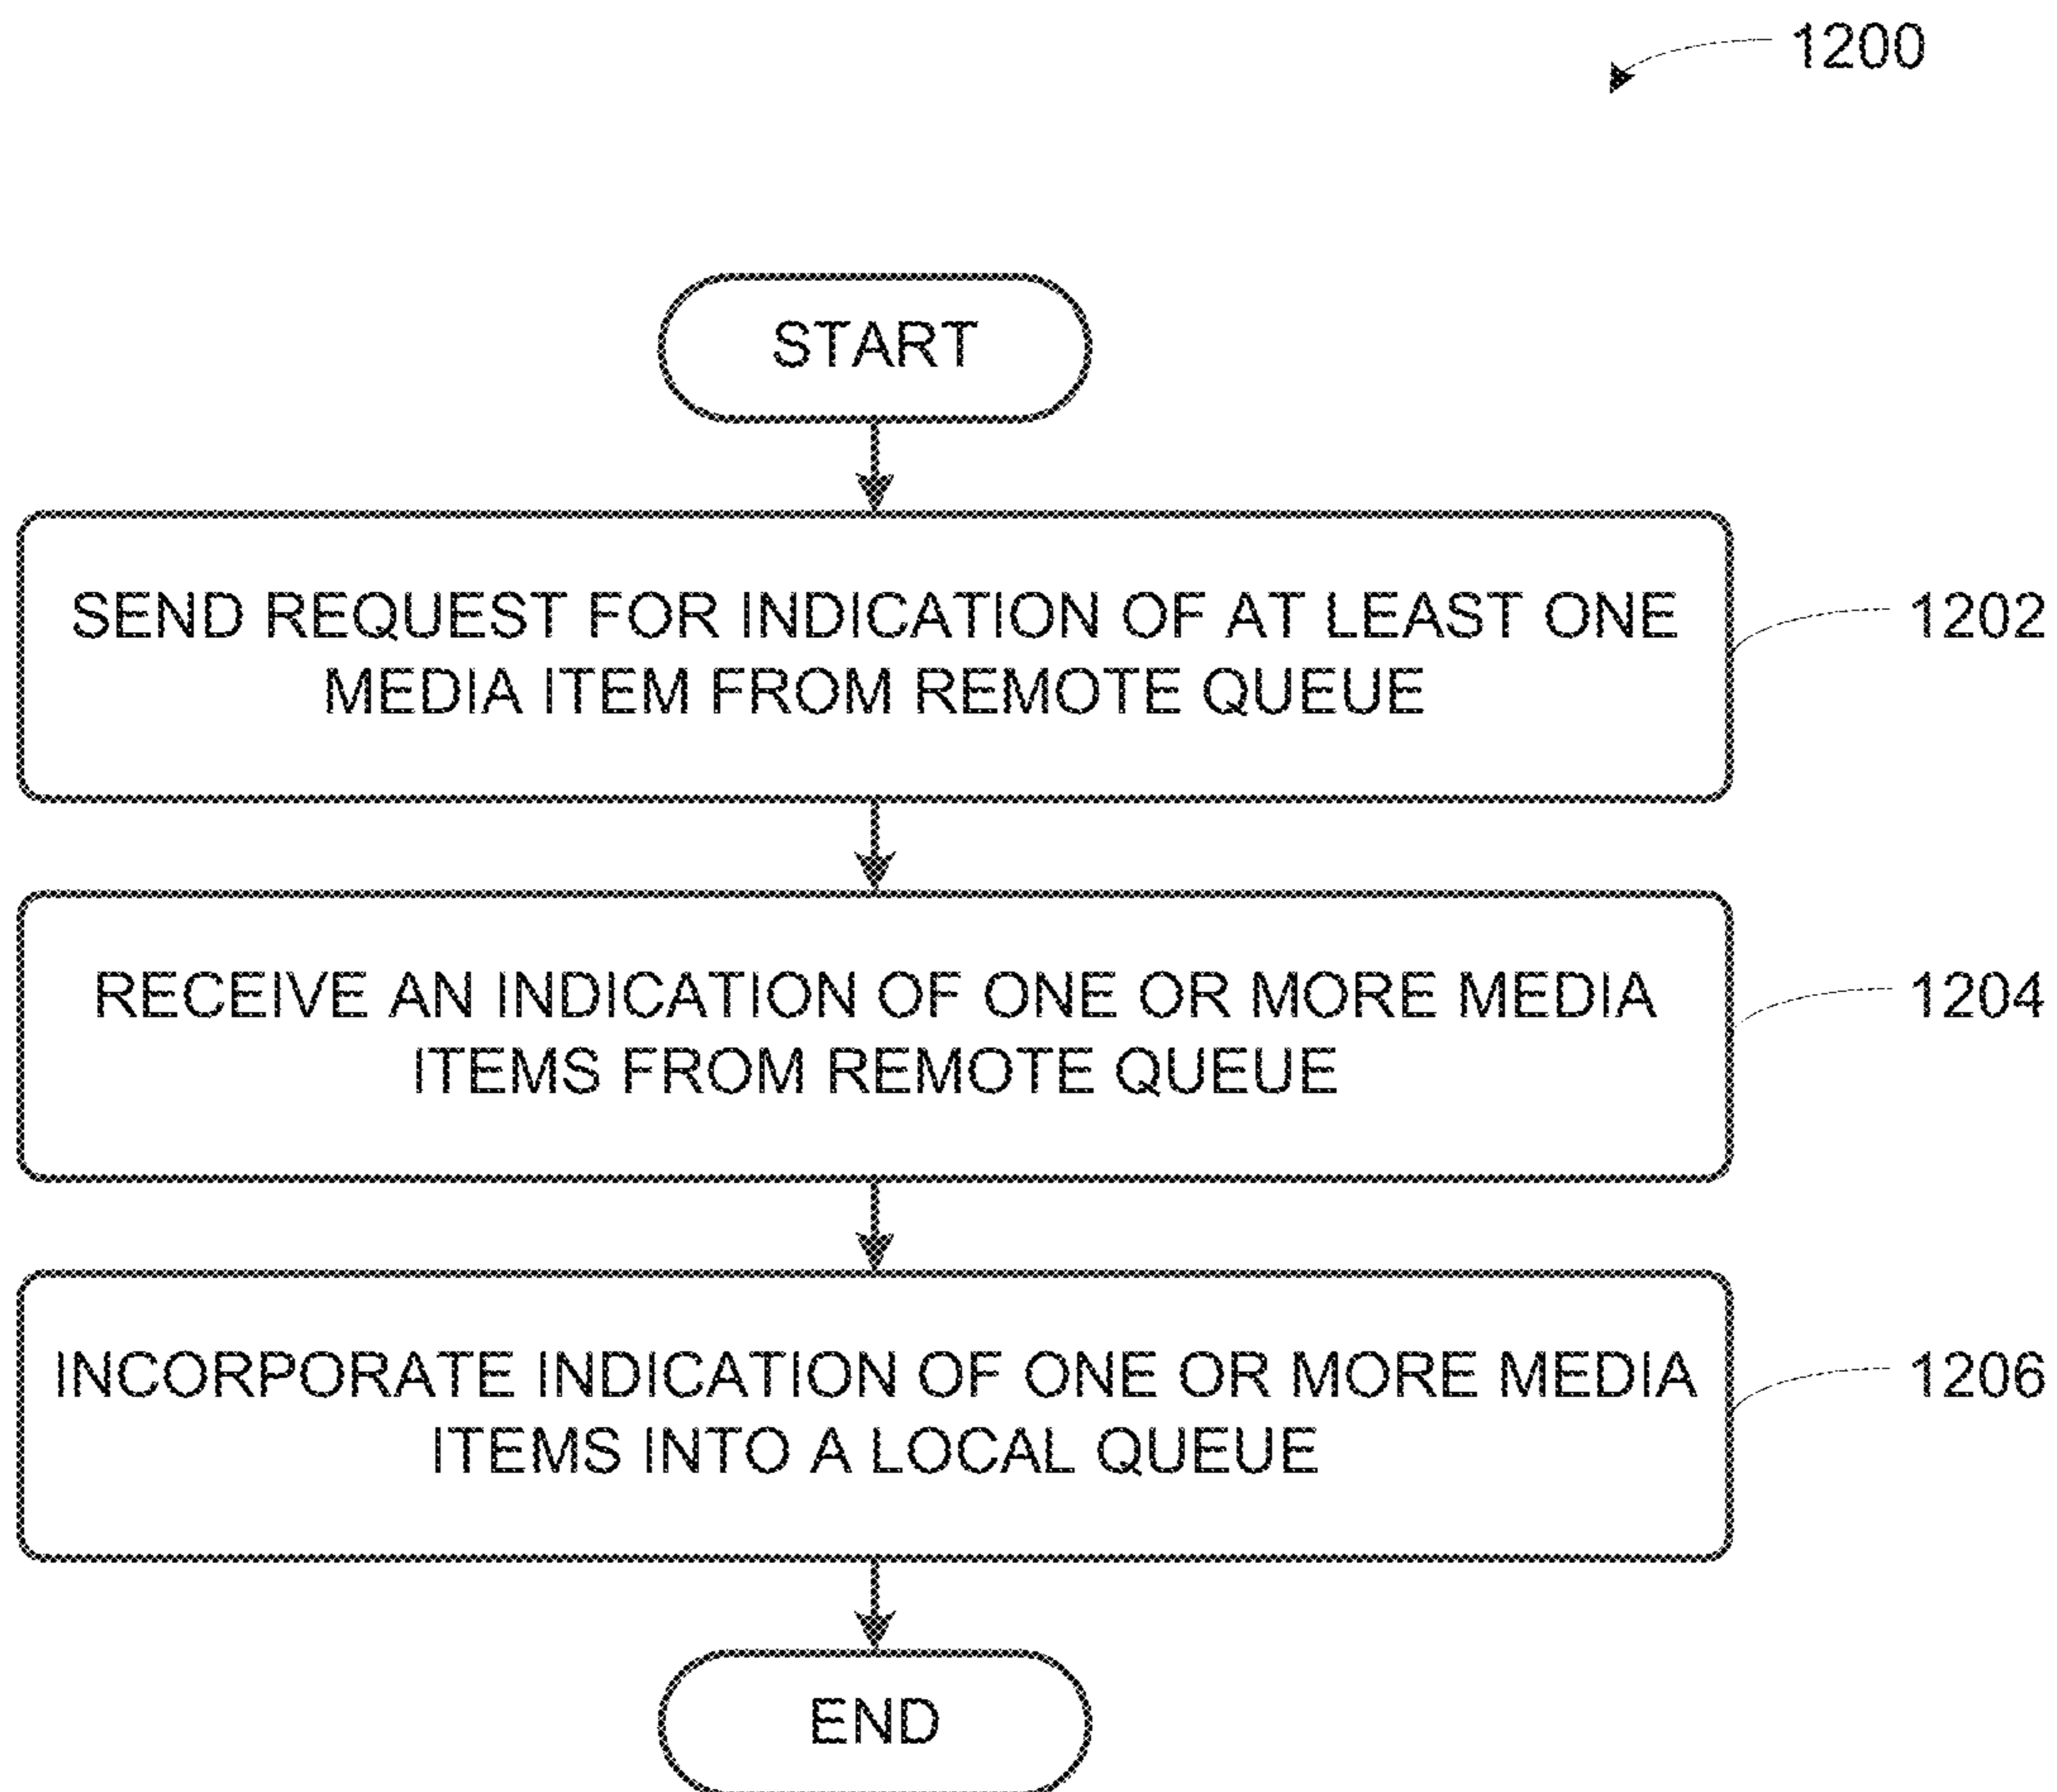 1200
START
SEND REQUEST FOR INDICATION OF AT LEAST ONE
MEDIA ITEM FROM REMOTE QUEUE
1202
RECEIVE AN INDICATION OF ONE OR MORE MEDIA
ITEMS FROM REMOTE QUEUE
1204
INCORPORATE INDICATION OF ONE OR MORE MEDIA
ITEMS INTO A LOCAL QUEUE
1206
END